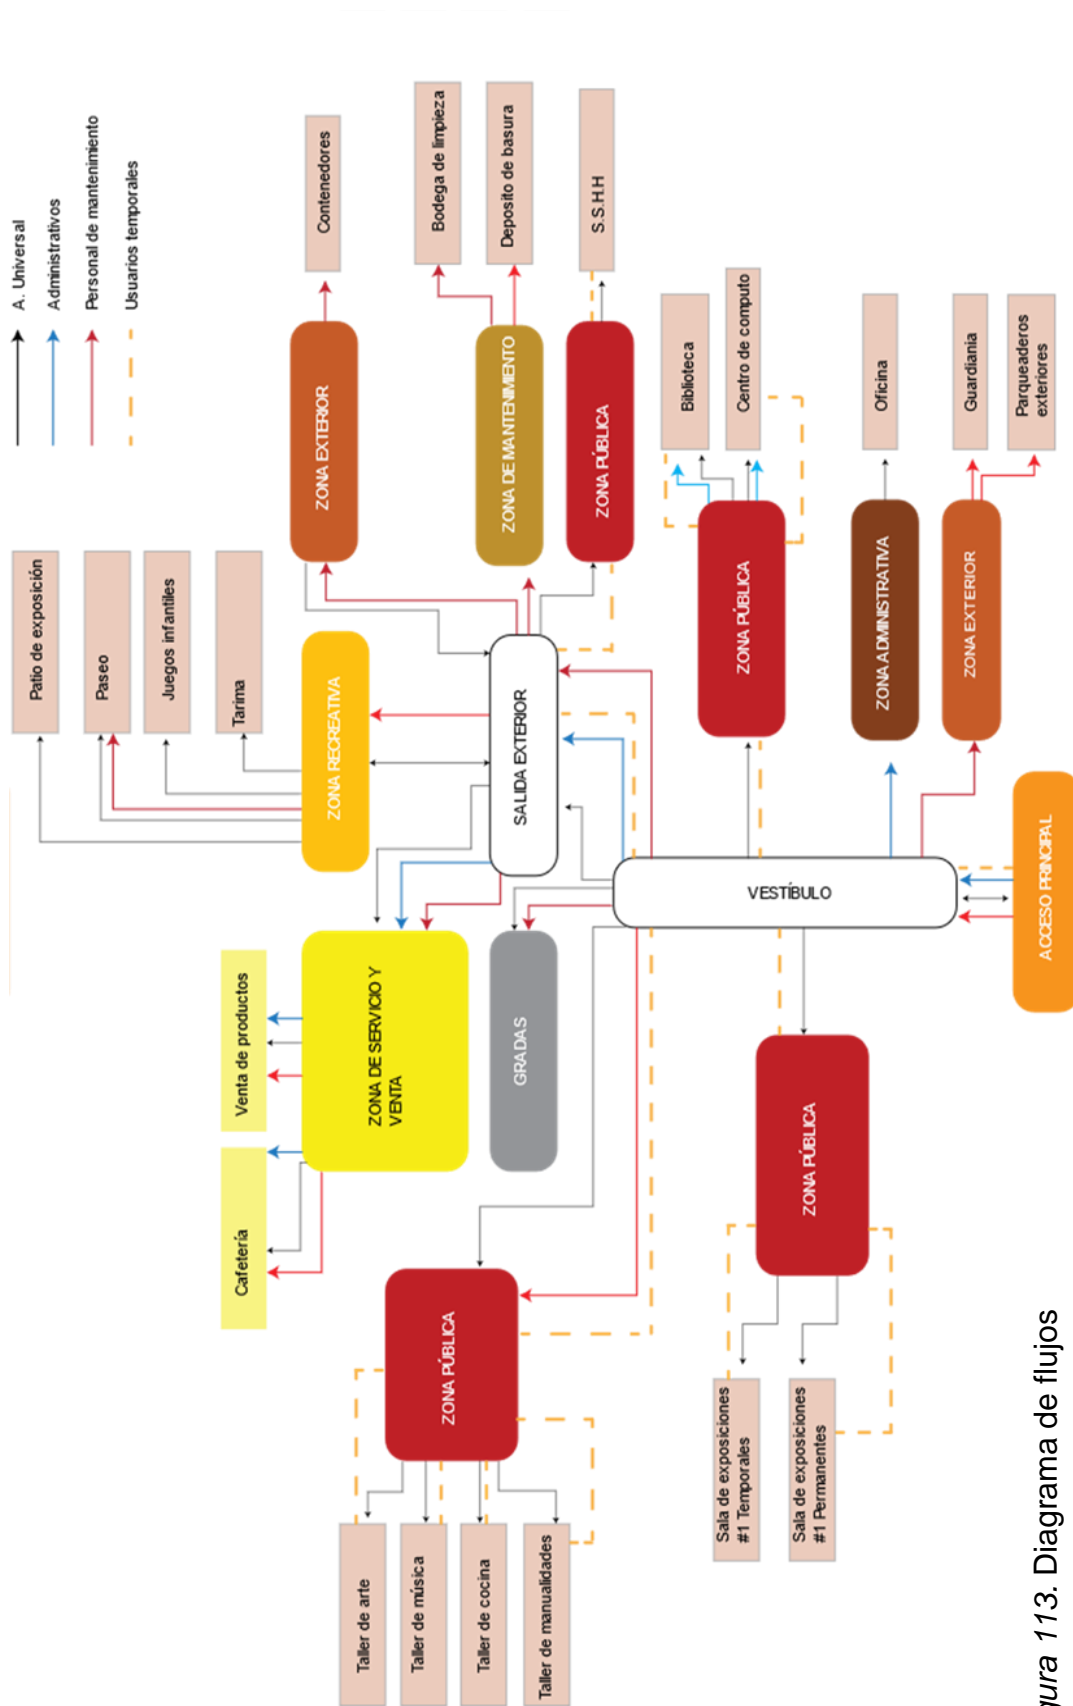 A. Universal
Administrativos
Personal de mantenimiento
Usuarios temporales
Patio de exposición
Paseo
Juegos infantiles
Tarima
Contenedores
Bodega de limpieza
Deposito de basura
S.S.H.H
ZONA EXTERIOR
ZONA DE MANTENIMIENTO
ZONA PÚBLICA
Biblioteca
Centro de computo
Oficina
Guardiania
Parqueaderos
exteriores
ZONA RECREATIVA
SALIDA EXTERIOR
ZONA PÚBLICA
ZONA ADMINISTRATIVA
ZONA EXTERIOR
Venta de productos
Cafetería
ZONA DE SERVICIO Y
VENTA
GRADAS
VESTÍBULO
ACCESO PRINCIPAL
ZONA PÚBLICA
ZONA PÚBLICA
Taller de arte
Taller de música
Taller de cocina
Taller de manualidades
Sala de exposiciones
#1 Temporales
Sala de exposiciones
#1 Permanentes
gura 113. Diagrama de flujos